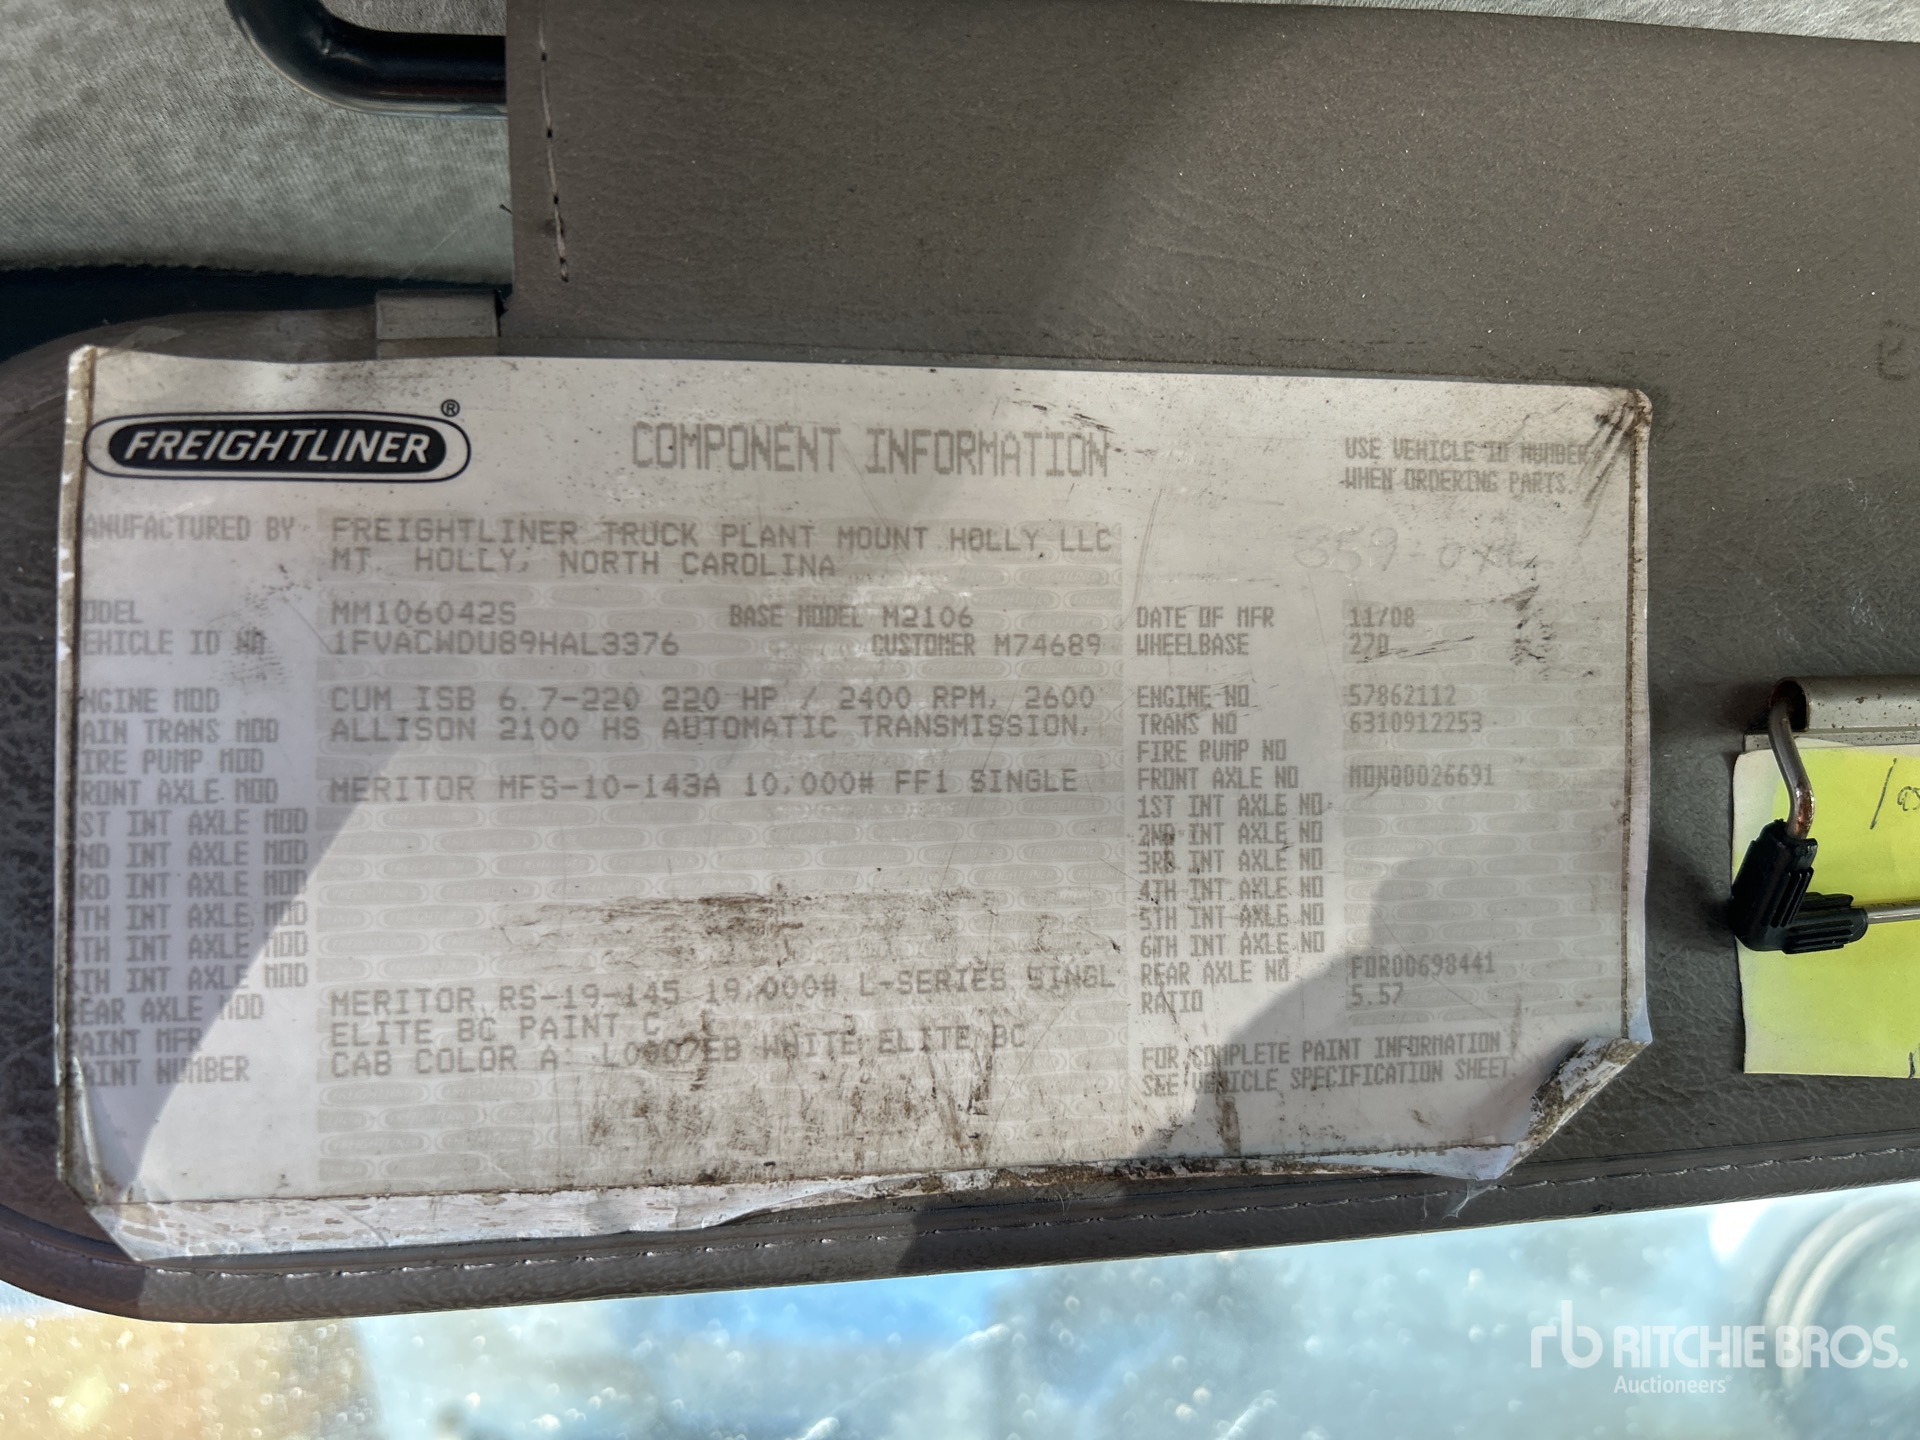 FREIGHTLINER ®
COMPONENT INFORMATION
USE VEHICLE ID NUMBER
WHEN ORDERING PARTS.
ANUFACTURED BY FREIGHTLINER TRUCK PLANT MOUNT HOLLY LLC
MT. HOLLY, NORTH CAROLINA
ODEL MM106042S BASE MODEL M2106 DATE OF MFR 11/08
EHICLE ID NO 1FVACWDU89HAL3376 CUSTOMER M74689 WHEELBASE 270
NGINE MOD CUM ISB 6.7-220 220 HP / 2400 RPM, 2600 ENGINE NO 57862112
AIN TRANS MOD ALLISON 2100 HS AUTOMATIC TRANSMISSION, TRANS NO 6310912253
IRE PUMP MOD FIRE PUMP NO
RONT AXLE MOD MERITOR MFS-10-143A 10,000# FF1 SINGLE FRONT AXLE NO MON00026691
ST INT AXLE MOD 1ST INT AXLE NO
ND INT AXLE MOD 2ND INT AXLE NO
RD INT AXLE MOD 3RD INT AXLE NO
TH INT AXLE MOD 4TH INT AXLE NO
TH INT AXLE MOD 5TH INT AXLE NO
TH INT AXLE MOD 6TH INT AXLE NO
EAR AXLE MOD MERITOR RS-19-145 19,000# L-SERIES SINGL REAR AXLE NO FOR00698441
RATIO 5.57
AINT MFR ELITE BC PAINT C
AINT NUMBER CAB COLOR A: L0007EB WHITE ELITE BC
FOR COMPLETE PAINT INFORMATION
SEE VEHICLE SPECIFICATION SHEET.
rb RITCHIE BROS.
Auctioneers